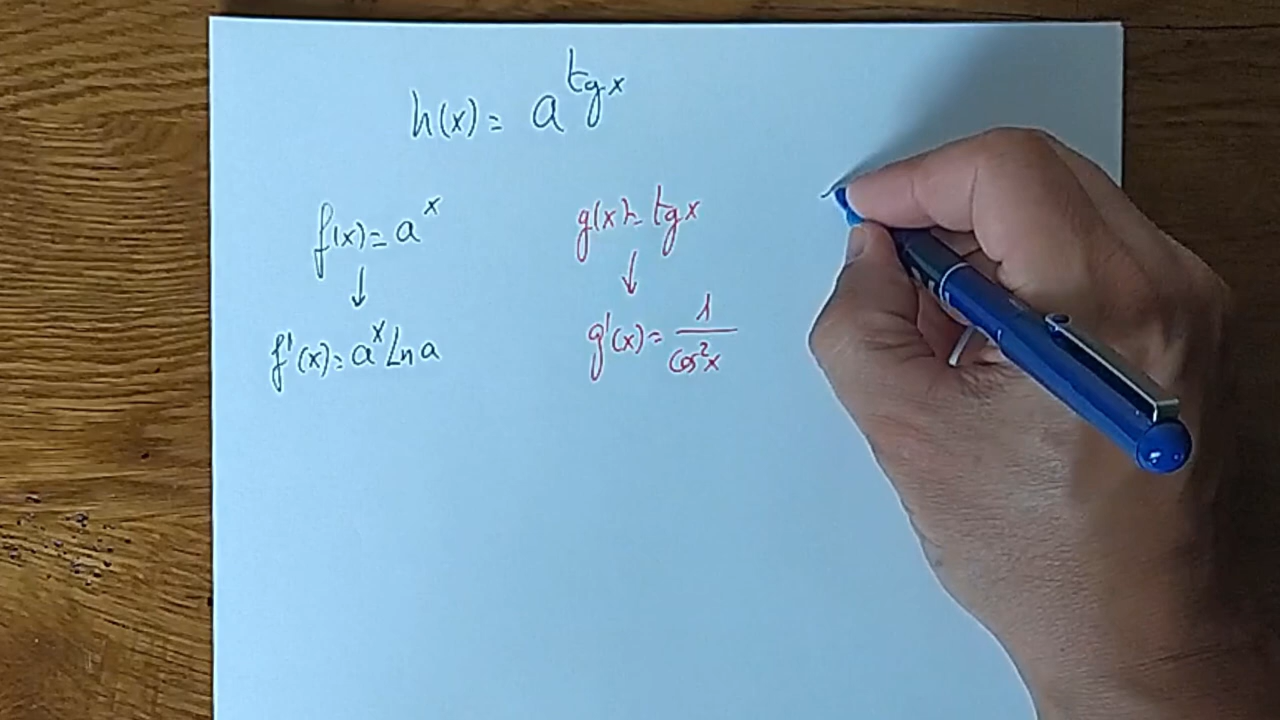 h(x) = a^tgx
f(x) = a^x
g(x) = tgx
↓
↓
f'(x) = a^x Ln a
g'(x) = 1/cos²x